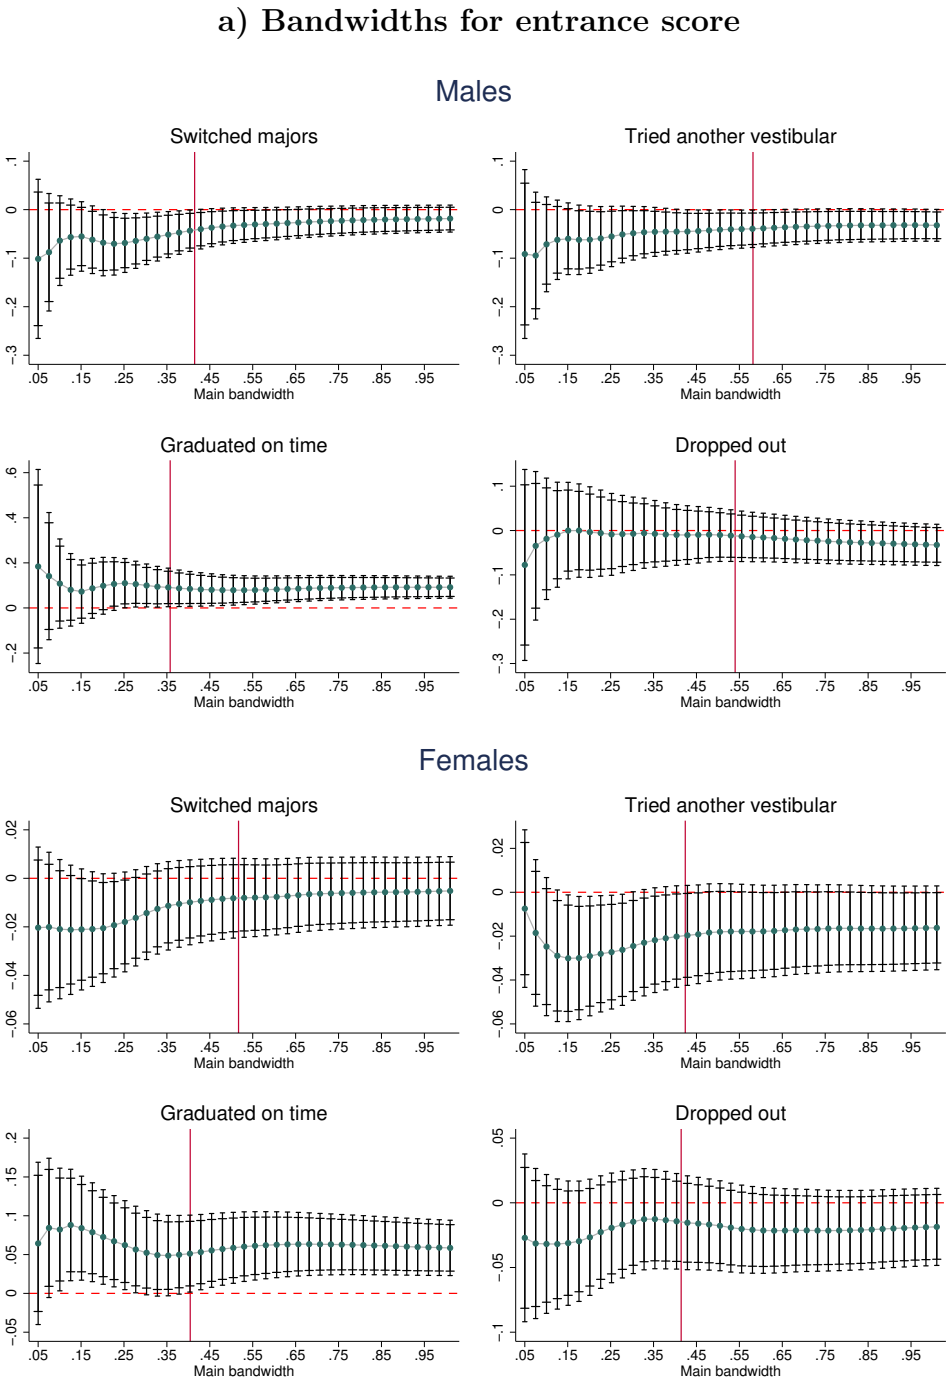 a) Bandwidths for entrance score
Males
Switched majors
.1
0
-.1
-.2
-.3
.05 .15 .25 .35 .45 .55 .65 .75 .85 .95
Main bandwidth
Tried another vestibular
.1
0
-.1
-.2
-.3
.05 .15 .25 .35 .45 .55 .65 .75 .85 .95
Main bandwidth
Graduated on time
.6
.4
.2
0
-.2
.05 .15 .25 .35 .45 .55 .65 .75 .85 .95
Main bandwidth
Dropped out
.1
0
-.1
-.2
-.3
.05 .15 .25 .35 .45 .55 .65 .75 .85 .95
Main bandwidth
Females
Switched majors
.02
0
-.02
-.04
-.06
.05 .15 .25 .35 .45 .55 .65 .75 .85 .95
Main bandwidth
Tried another vestibular
.02
0
-.02
-.04
-.06
.05 .15 .25 .35 .45 .55 .65 .75 .85 .95
Main bandwidth
Graduated on time
.2
.15
.1
.05
0
-.05
.05 .15 .25 .35 .45 .55 .65 .75 .85 .95
Main bandwidth
Dropped out
.05
0
-.05
-.1
.05 .15 .25 .35 .45 .55 .65 .75 .85 .95
Main bandwidth